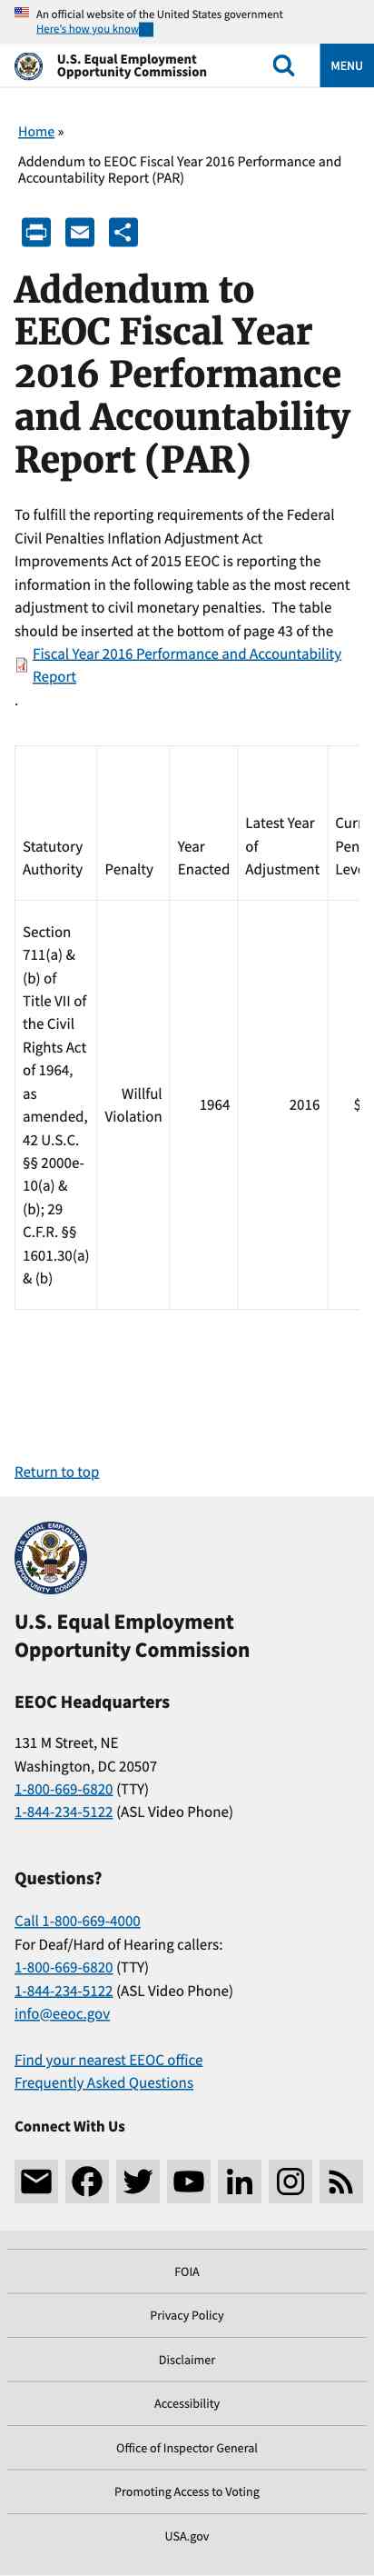 An official website of the United States government
Here's how you know
U.S. Equal Employment
Opportunity Commission
MENU
Home »
Addendum to EEOC Fiscal Year 2016 Performance and
Accountability Report (PAR)
Addendum to
EEOC Fiscal Year
2016 Performance
and Accountability
Report (PAR)
To fulfill the reporting requirements of the Federal
Civil Penalties Inflation Adjustment Act
Improvements Act of 2015 EEOC is reporting the
information in the following table as the most recent
adjustment to civil monetary penalties.  The table
should be inserted at the bottom of page 43 of the
Fiscal Year 2016 Performance and Accountability
Report
.
Statutory
Authority
Penalty
Year
Enacted
Latest Year
of
Adjustment
Section
711(a) &
(b) of
Title VII of
the Civil
Rights Act
of 1964,
as
amended,
42 U.S.C.
§§ 2000e-
10(a) &
(b); 29
C.F.R. §§
1601.30(a)
& (b)
Willful
Violation
1964
2016
$
Return to top
U.S. EQUAL EMPLOYMENT
OPPORTUNITY COMMISSION
U.S. Equal Employment
Opportunity Commission
EEOC Headquarters
131 M Street, NE
Washington, DC 20507
1-800-669-6820 (TTY)
1-844-234-5122 (ASL Video Phone)
Questions?
Call 1-800-669-4000
For Deaf/Hard of Hearing callers:
1-800-669-6820 (TTY)
1-844-234-5122 (ASL Video Phone)
info@eeoc.gov
Find your nearest EEOC office
Frequently Asked Questions
Connect With Us
FOIA
Privacy Policy
Disclaimer
Accessibility
Office of Inspector General
Promoting Access to Voting
USA.gov